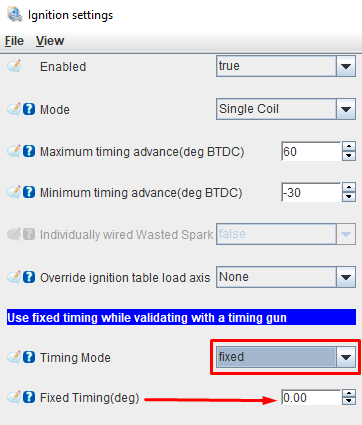 Ignition settings
File View
Enabled true
Mode Single Coil
Maximum timing advance(deg BTDC) 60
Minimum timing advance(deg BTDC) -30
Individually wired Wasted Spark false
Override ignition table load axis None
Use fixed timing while validating with a timing gun
Timing Mode fixed
Fixed Timing(deg) 0.00